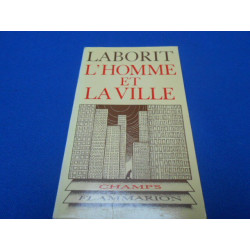 LABORIT
L'HOMME
ET
LA VILLE
CHAMPS
FLAMMARION